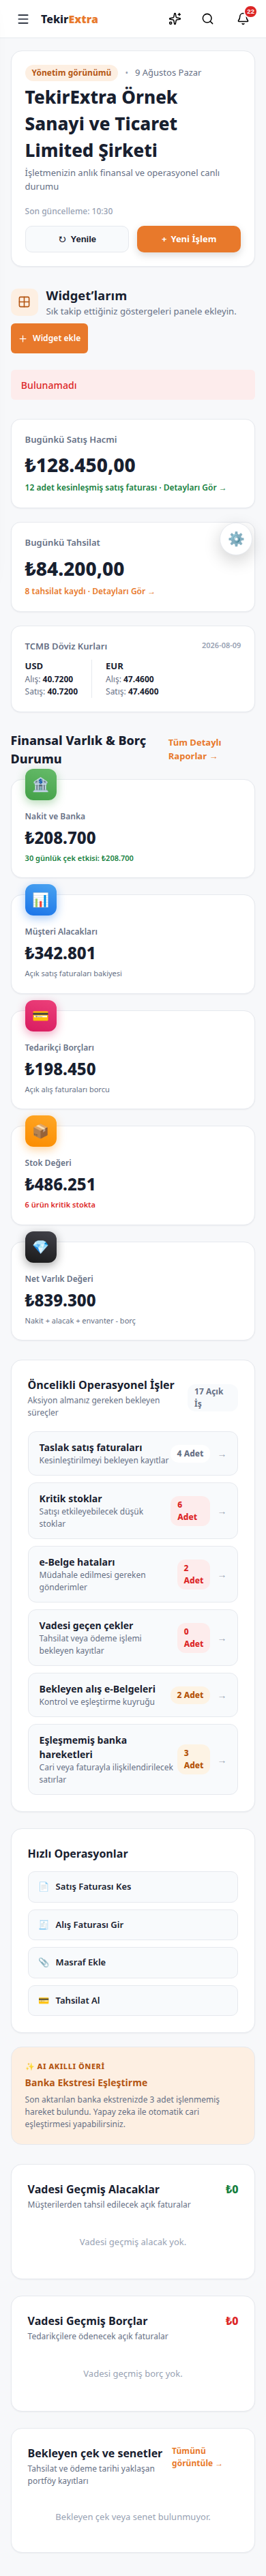 TekirExtra
22
Yönetim görünümü • 9 Ağustos Pazar
TekirExtra Örnek
Sanayi ve Ticaret
Limited Şirketi
İşletmenizin anlık finansal ve operasyonel canlı
durumu
Son güncelleme: 10:30
↻ Yenile
+ Yeni İşlem
Widget’larım
Sık takip ettiğiniz göstergeleri panele ekleyin.
+ Widget ekle
Bulunamadı
Bugünkü Satış Hacmi
₺128.450,00
12 adet kesinleşmiş satış faturası · Detayları Gör →
Bugünkü Tahsilat
₺84.200,00
8 tahsilat kaydı · Detayları Gör →
TCMB Döviz Kurları 2026-08-09
USD EUR
Alış: 40.7200 Alış: 47.4600
Satış: 40.7200 Satış: 47.4600
Finansal Varlık & Borç
Durumu
Tüm Detaylı
Raporlar →
Nakit ve Banka
₺208.700
30 günlük çek etkisi: ₺208.700
Müşteri Alacakları
₺342.801
Açık satış faturaları bakiyesi
Tedarikçi Borçları
₺198.450
Açık alış faturaları borcu
Stok Değeri
₺486.251
6 ürün kritik stokta
Net Varlık Değeri
₺839.300
Nakit + alacak + envanter - borç
Öncelikli Operasyonel İşler
Aksiyon almanız gereken bekleyen
süreçler
17 Açık
İş
Taslak satış faturaları
Kesinleştirilmeyi bekleyen kayıtlar
4 Adet →
Kritik stoklar
Satışı etkileyebilecek düşük
stoklar
6
Adet →
e-Belge hataları
Müdahale edilmesi gereken
gönderimler
2
Adet →
Vadesi geçen çekler
Tahsilat veya ödeme işlemi
bekleyen kayıtlar
0
Adet →
Bekleyen alış e-Belgeleri
Kontrol ve eşleştirme kuyruğu
2 Adet →
Eşleşmemiş banka
hareketleri
Cari veya faturayla ilişkilendirilecek
satırlar
3
Adet →
Hızlı Operasyonlar
Satış Faturası Kes
Alış Faturası Gir
Masraf Ekle
Tahsilat Al
✨ AI AKILLI ÖNERİ
Banka Ekstresi Eşleştirme
Son aktarılan banka ekstrenizde 3 adet işlenmemiş
hareket bulundu. Yapay zeka ile otomatik cari
eşleştirmesi yapabilirsiniz.
Vadesi Geçmiş Alacaklar ₺0
Müşterilerden tahsil edilecek açık faturalar
Vadesi geçmiş alacak yok.
Vadesi Geçmiş Borçlar ₺0
Tedarikçilere ödenecek açık faturalar
Vadesi geçmiş borç yok.
Bekleyen çek ve senetler
Tahsilat ve ödeme tarihi yaklaşan
portföy kayıtları
Tümünü
görüntüle →
Bekleyen çek veya senet bulunmuyor.